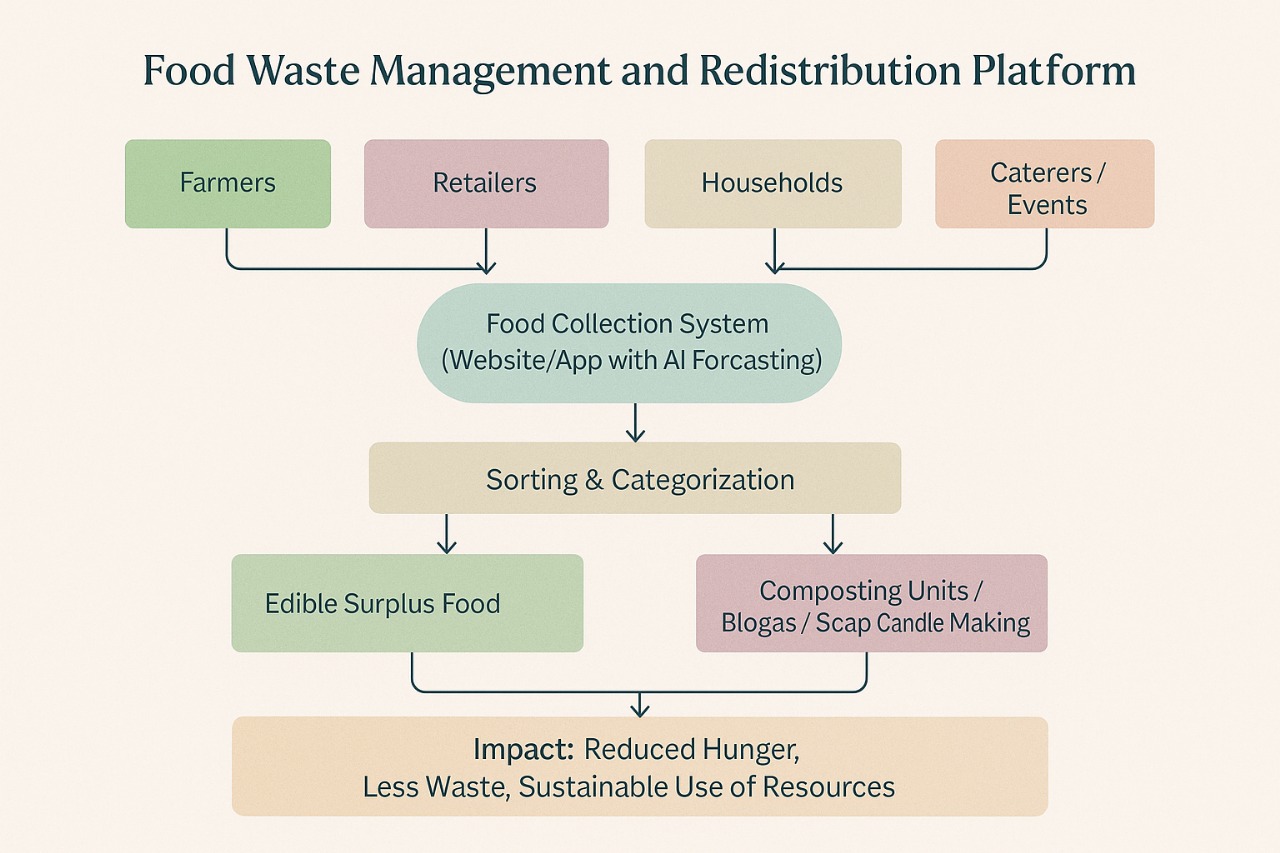 Food Waste Management and Redistribution Platform
Farmers
Retailers
Households
Caterers /
Events
Food Collection System
(Website/App with AI Forcasting)
Sorting & Categorization
Edible Surplus Food
Composting Units /
Blogas / Scap Candle Making
Impact: Reduced Hunger,
Less Waste, Sustainable Use of Resources